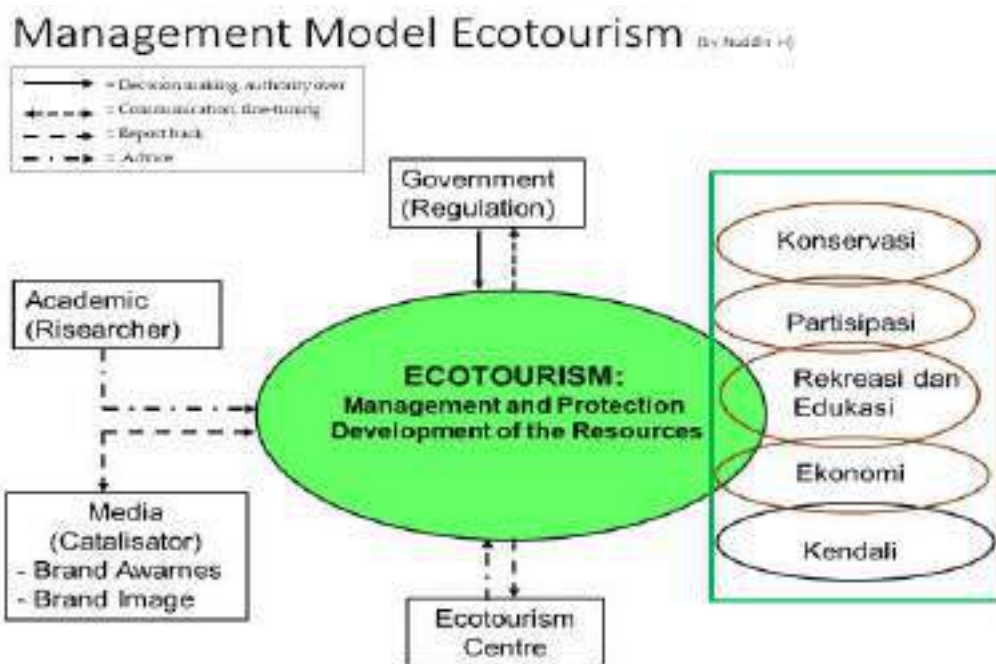 Management Model Ecotourism
= Decision making, authority over
= Communication, fine-tuning
= Report back
= Advice
Government
(Regulation)
Academic
(Risearcher)
ECOTOURISM:
Management and Protection
Development of the Resources
Media
(Catalisator)
- Brand Awarnes
- Brand Image
Ecotourism
Centre
Konservasi
Partisipasi
Rekreasi dan
Edukasi
Ekonomi
Kendali